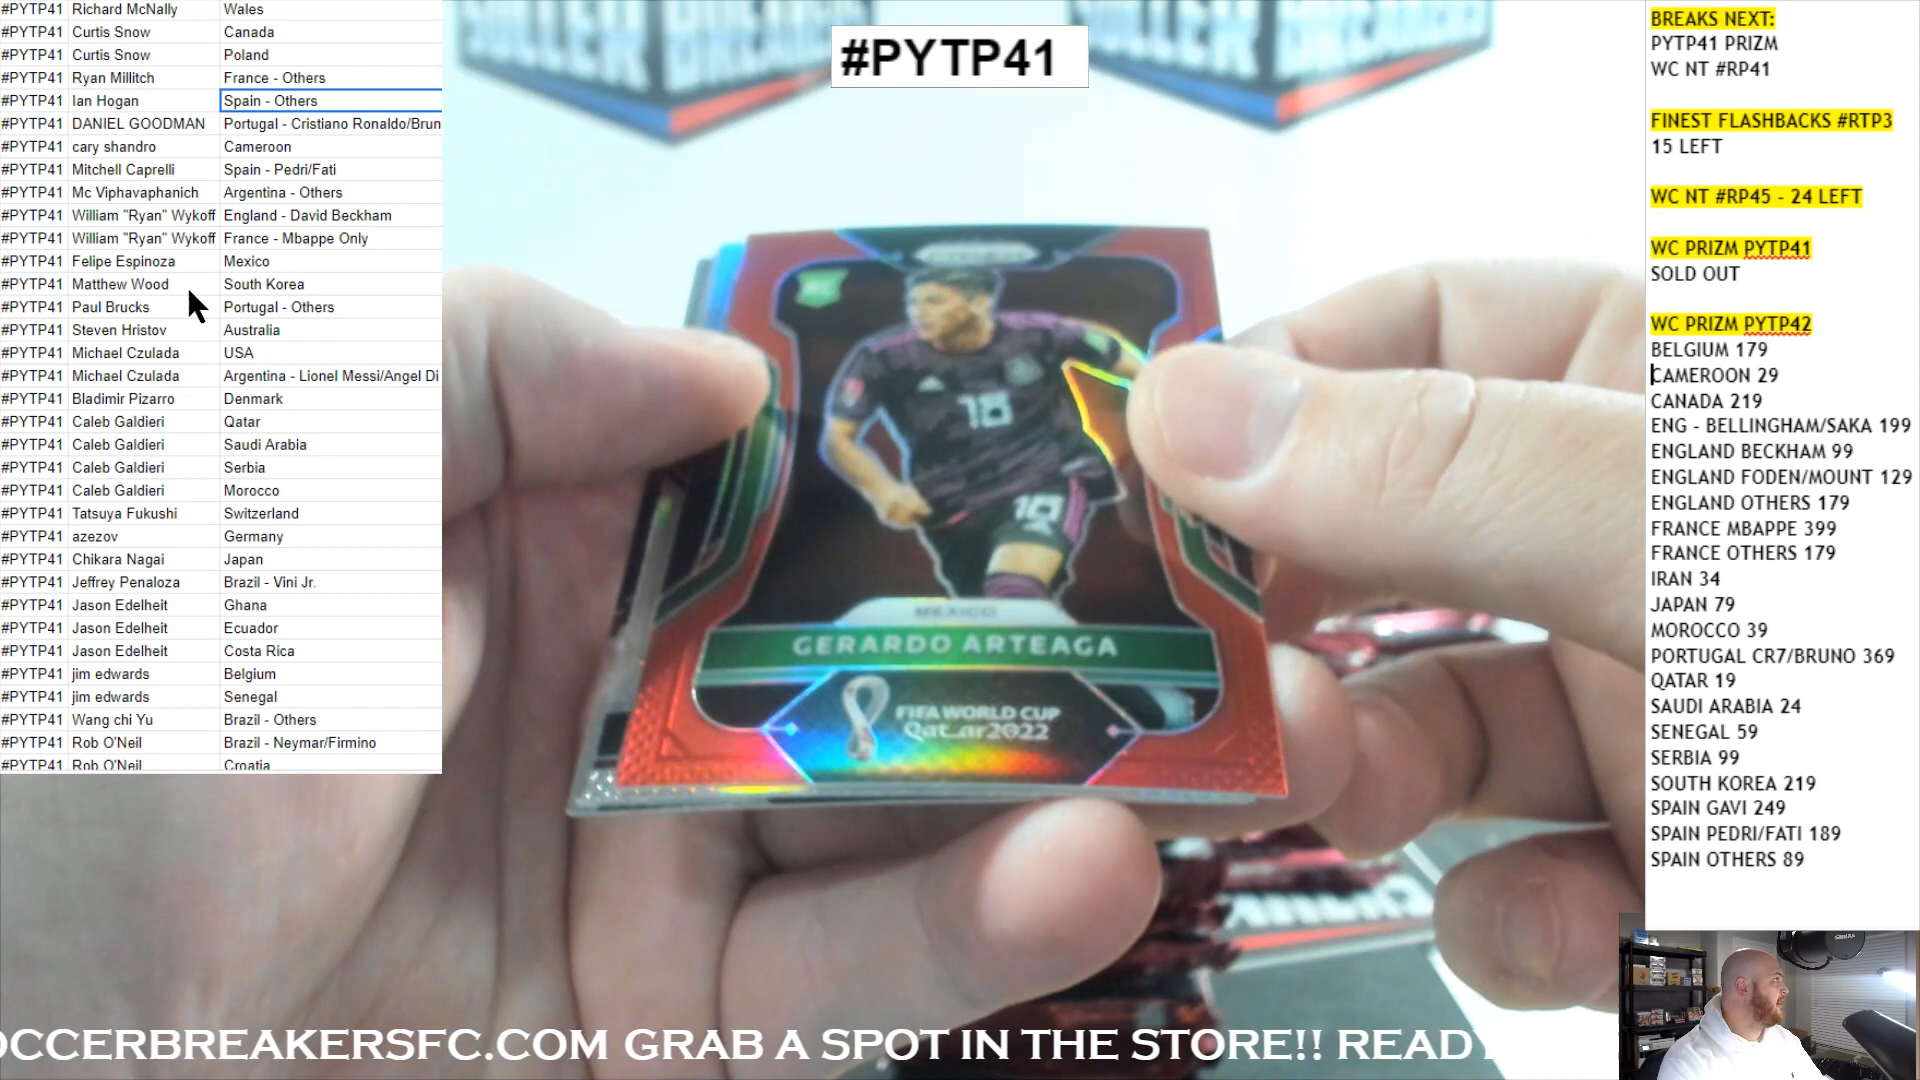 #PYTP41 Richard McNally Wales
#PYTP41 Curtis Snow Canada
#PYTP41 Curtis Snow Poland
#PYTP41 Ryan Millitch France - Others
#PYTP41 Ian Hogan Spain - Others
#PYTP41 DANIEL GOODMAN Portugal - Cristiano Ronaldo/Brun
#PYTP41 cary shandro Cameroon
#PYTP41 Mitchell Caprelli Spain - Pedri/Fati
#PYTP41 Mc Viphavaphanich Argentina - Others
#PYTP41 William "Ryan" Wykoff England - David Beckham
#PYTP41 William "Ryan" Wykoff France - Mbappe Only
#PYTP41 Felipe Espinoza Mexico
#PYTP41 Matthew Wood South Korea
#PYTP41 Paul Brucks Portugal - Others
#PYTP41 Steven Hristov Australia
#PYTP41 Michael Czulada USA
#PYTP41 Michael Czulada Argentina - Lionel Messi/Angel Di
#PYTP41 Bladimir Pizarro Denmark
#PYTP41 Caleb Galdieri Qatar
#PYTP41 Caleb Galdieri Saudi Arabia
#PYTP41 Caleb Galdieri Serbia
#PYTP41 Caleb Galdieri Morocco
#PYTP41 Tatsuya Fukushi Switzerland
#PYTP41 azezov Germany
#PYTP41 Chikara Nagai Japan
#PYTP41 Jeffrey Penaloza Brazil - Vini Jr.
#PYTP41 Jason Edelheit Ghana
#PYTP41 Jason Edelheit Ecuador
#PYTP41 Jason Edelheit Costa Rica
#PYTP41 jim edwards Belgium
#PYTP41 jim edwards Senegal
#PYTP41 Wang chi Yu Brazil - Others
#PYTP41 Rob O'Neil Brazil - Neymar/Firmino
#PYTP41 Rob O'Neil Croatia
#PYTP41
RC
18
18
MEXICO
GERARDO ARTEAGA
FIFA WORLD CUP
Qatar2022
BREAKS NEXT:
PYTP41 PRIZM
WC NT #RP41
FINEST FLASHBACKS #RTP3
15 LEFT
WC NT #RP45 - 24 LEFT
WC PRIZM PYTP41
SOLD OUT
WC PRIZM PYTP42
BELGIUM 179
CAMEROON 29
CANADA 219
ENG - BELLINGHAM/SAKA 199
ENGLAND BECKHAM 99
ENGLAND FODEN/MOUNT 129
ENGLAND OTHERS 179
FRANCE MBAPPE 399
FRANCE OTHERS 179
IRAN 34
JAPAN 79
MOROCCO 39
PORTUGAL CR7/BRUNO 369
QATAR 19
SAUDI ARABIA 24
SENEGAL 59
SERBIA 99
SOUTH KOREA 219
SPAIN GAVI 249
SPAIN PEDRI/FATI 189
SPAIN OTHERS 89
OCCERBREAKERSFC.COM GRAB A SPOT IN THE STORE!! READY